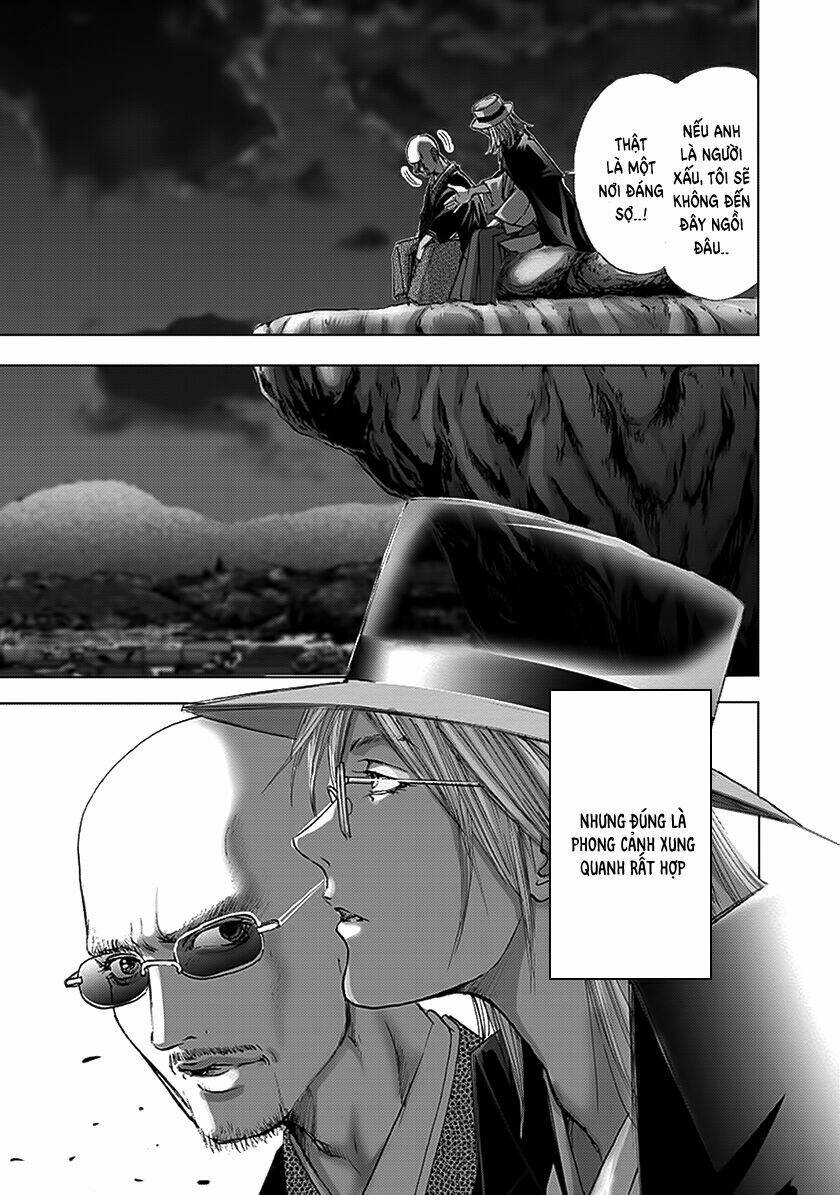 NẾU ANH
LÀ NGƯỜI
XẤU, TÔI SẼ
KHÔNG ĐẾN
ĐÂY NGỒI
ĐÂU..
THẬT
LÀ MỘT
NƠI ĐÁNG
SỢ..!
NHƯNG ĐÚNG LÀ
PHONG CẢNH XUNG
QUANH RẤT HỢP